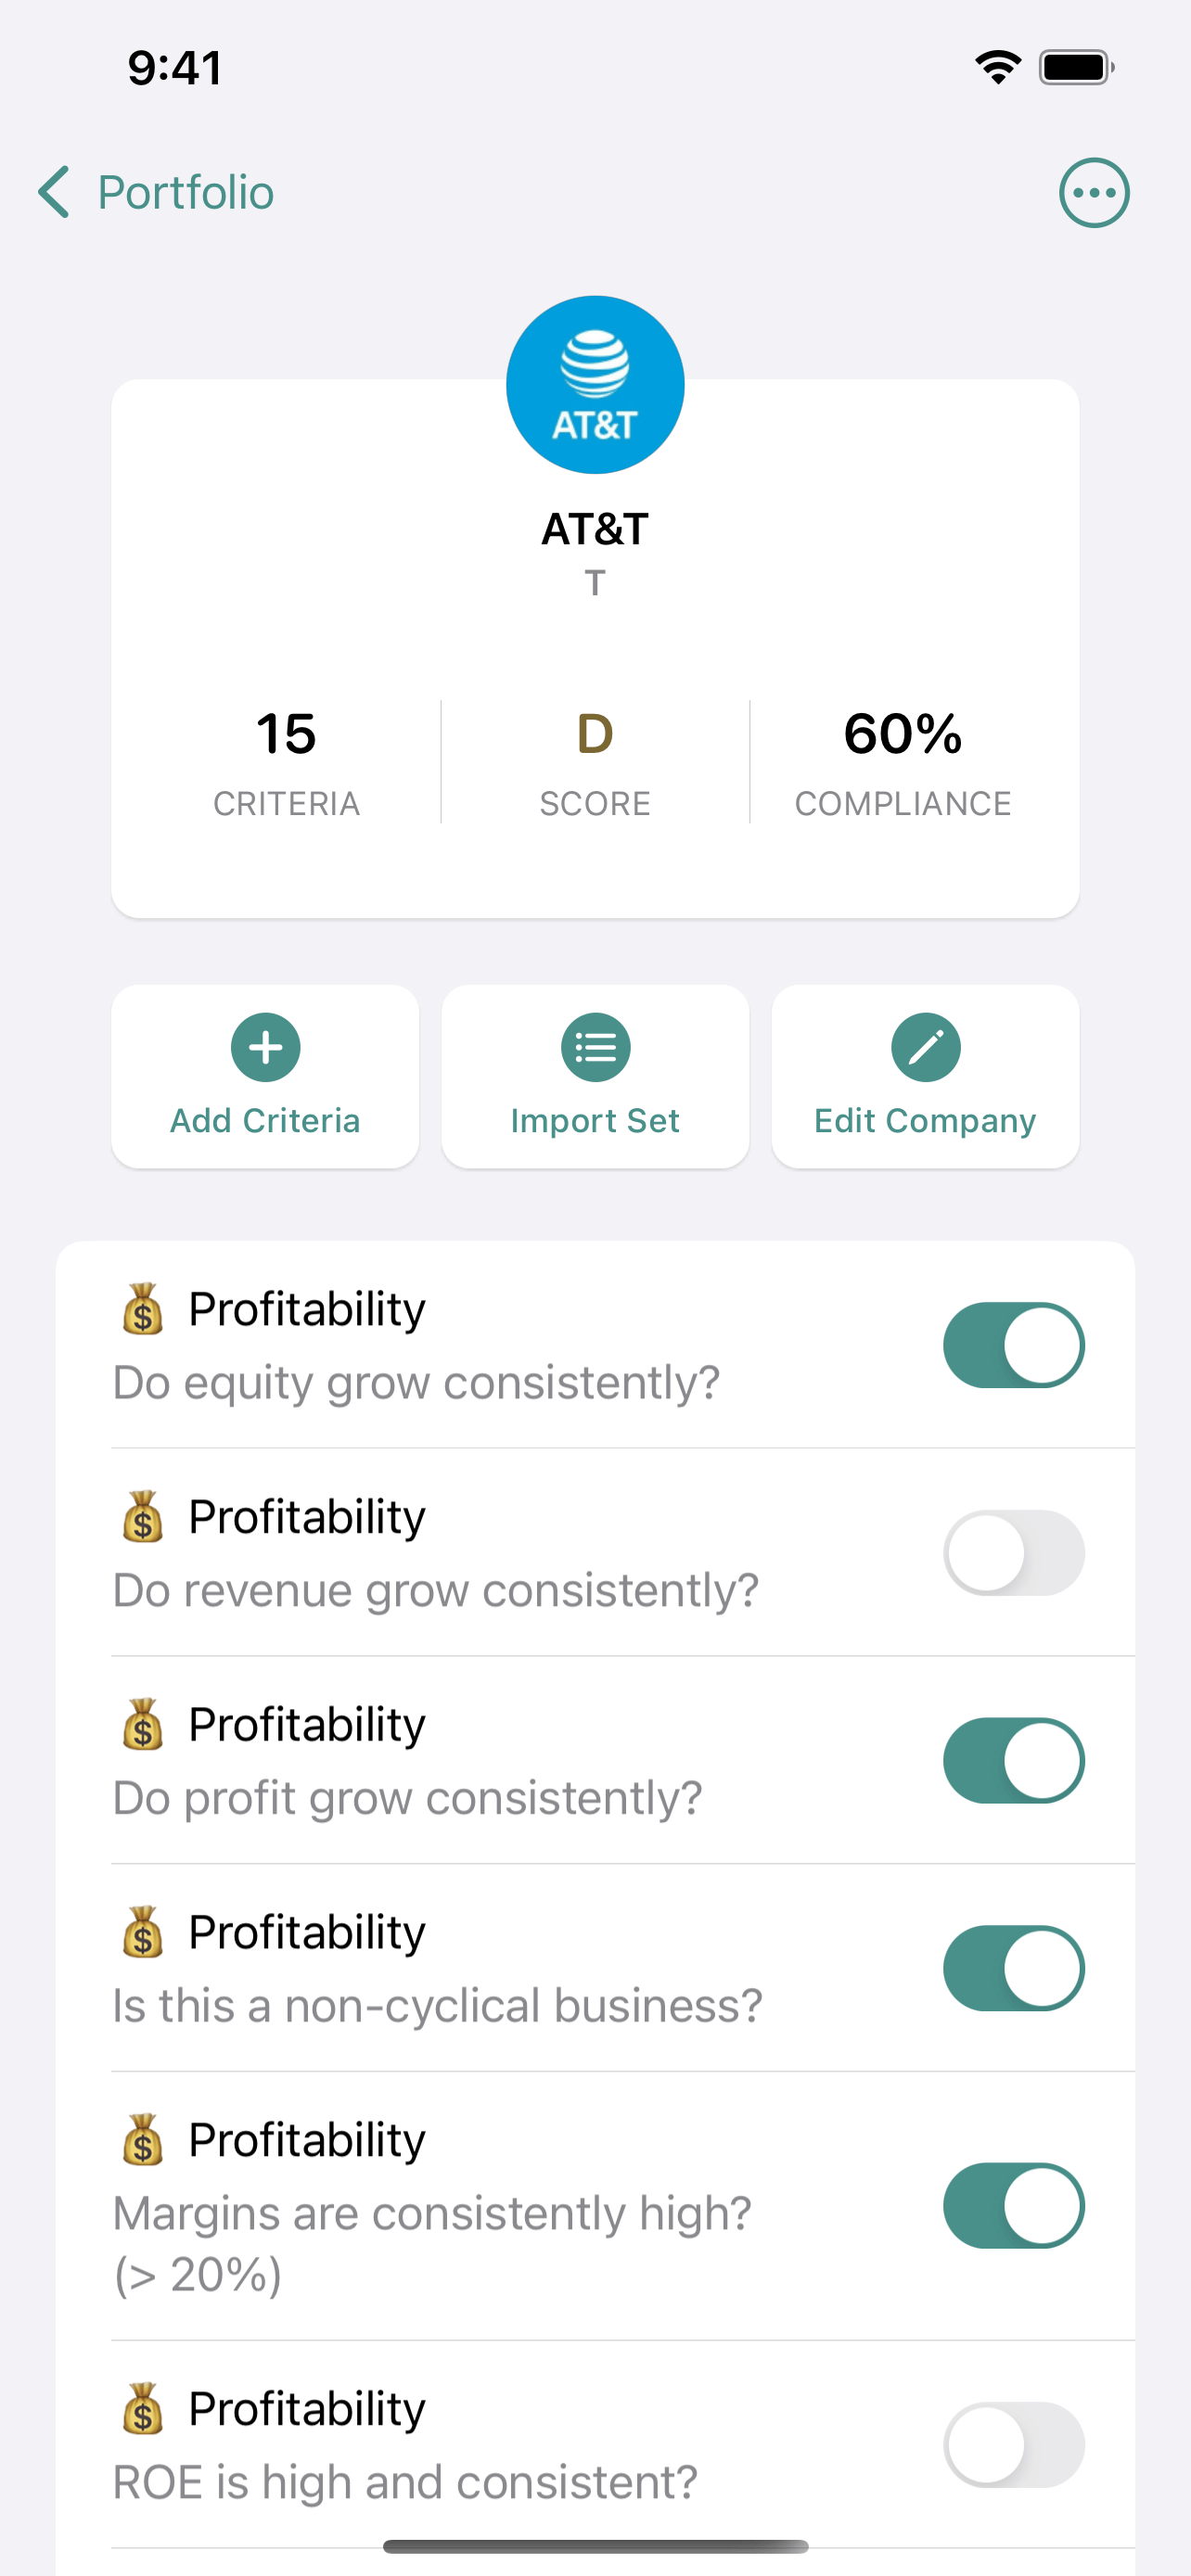 9:41
Portfolio
AT&T
AT&T
T
15
D
60%
CRITERIA
SCORE
COMPLIANCE
Add Criteria
Import Set
Edit Company
Profitability
Do equity grow consistently?
Profitability
Do revenue grow consistently?
Profitability
Do profit grow consistently?
Profitability
Is this a non-cyclical business?
Profitability
Margins are consistently high?
(> 20%)
Profitability
ROE is high and consistent?